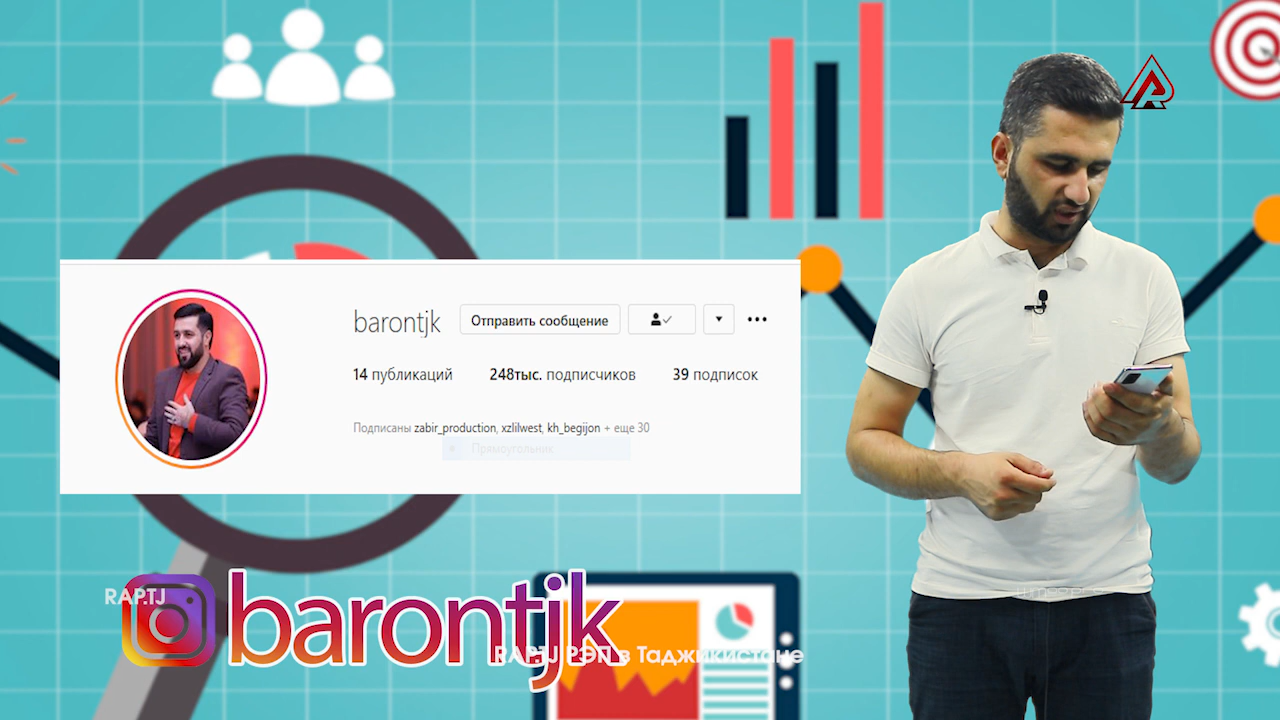 barontjk
Отправить сообщение
14 публикаций 248тыс. подписчиков 39 подписок
Подписаны zabir_production, xzlilwest, kh_begijon + еще 30
Прямоугольник
RAP.TJ
barontjk
RAP.TJ РЭП в Таджикистане